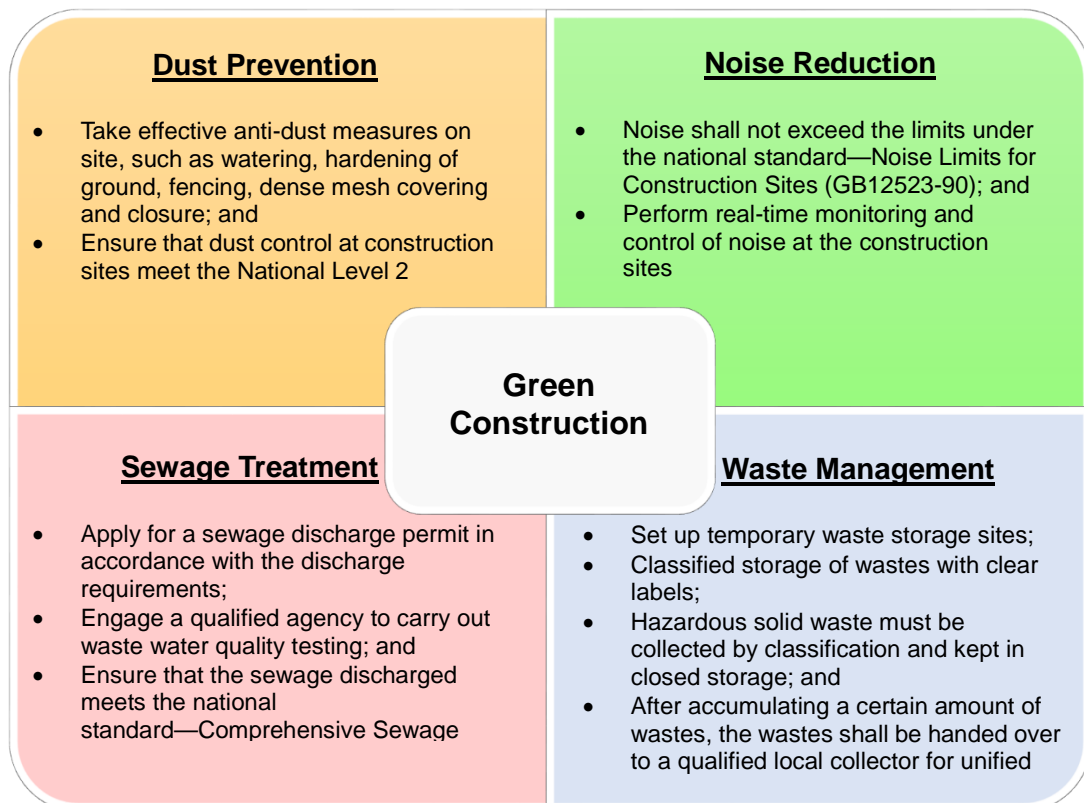 Dust Prevention
• Take effective anti-dust measures on
site, such as watering, hardening of
ground, fencing, dense mesh covering
and closure; and
• Ensure that dust control at construction
sites meet the National Level 2
Noise Reduction
• Noise shall not exceed the limits under
the national standard—Noise Limits for
Construction Sites (GB12523-90); and
• Perform real-time monitoring and
control of noise at the construction
sites
Green
Construction
Sewage Treatment
• Apply for a sewage discharge permit in
accordance with the discharge
requirements;
• Engage a qualified agency to carry out
waste water quality testing; and
• Ensure that the sewage discharged
meets the national
standard—Comprehensive Sewage
Waste Management
• Set up temporary waste storage sites;
• Classified storage of wastes with clear
labels;
• Hazardous solid waste must be
collected by classification and kept in
closed storage; and
• After accumulating a certain amount of
wastes, the wastes shall be handed over
to a qualified local collector for unified